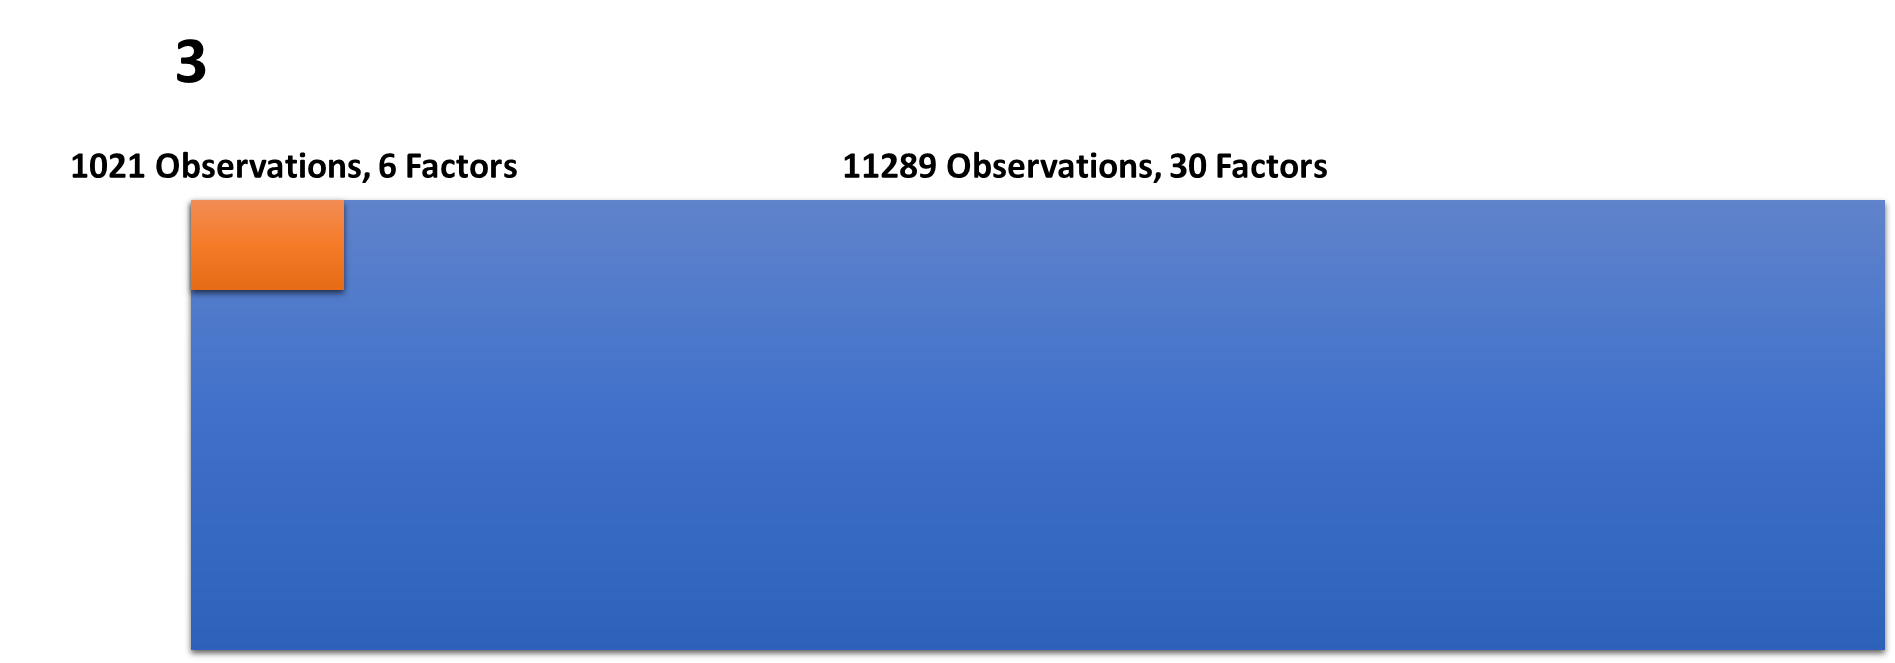 3
1021 Observations, 6 Factors
11289 Observations, 30 Factors